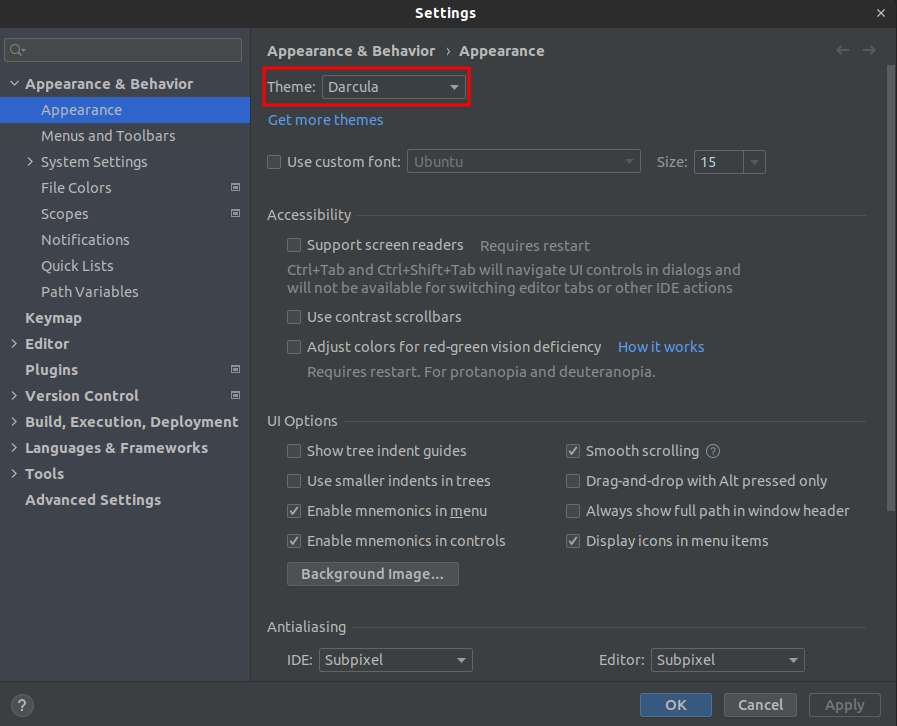 Settings
Appearance & Behavior
Appearance
Menus and Toolbars
System Settings
File Colors
Scopes
Notifications
Quick Lists
Path Variables
Keymap
Editor
Plugins
Version Control
Build, Execution, Deployment
Languages & Frameworks
Tools
Advanced Settings
Appearance & Behavior › Appearance
Theme: Darcula
Get more themes
Use custom font: Ubuntu Size: 15
Accessibility
Support screen readers Requires restart
Ctrl+Tab and Ctrl+Shift+Tab will navigate UI controls in dialogs and
will not be available for switching editor tabs or other IDE actions
Use contrast scrollbars
Adjust colors for red-green vision deficiency How it works
Requires restart. For protanopia and deuteranopia.
UI Options
Show tree indent guides Smooth scrolling ?
Use smaller indents in trees Drag-and-drop with Alt pressed only
Enable mnemonics in menu Always show full path in window header
Enable mnemonics in controls Display icons in menu items
Background Image...
Antialiasing
IDE: Subpixel Editor: Subpixel
? OK Cancel Apply